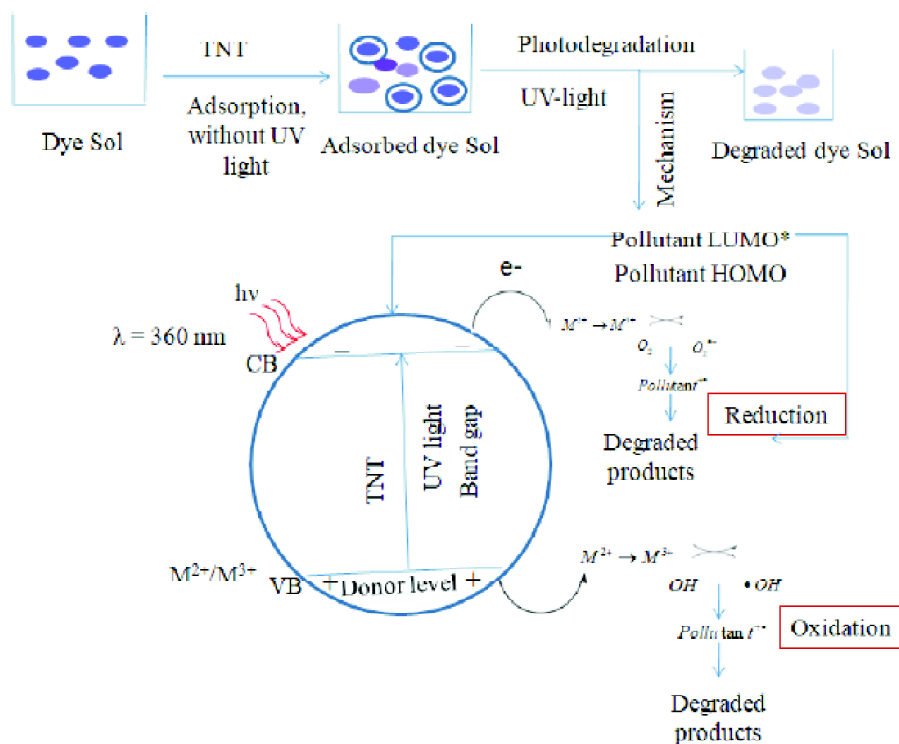 TNT
Adsorption,
without UV
light
Dye Sol
Adsorbed dye Sol
Photodegradation
UV-light
Mechanism
Degraded dye Sol
Pollutant LUMO*
Pollutant HOMO
e-
hν
λ = 360 nm
CB
TNT
UV light
Band gap
M²⁺/M³⁺
VB
+ Donor level +
O₂
Pollutant
Reduction
Degraded
products
M²⁺ → M³⁺
OH •OH
Pollutant
Oxidation
Degraded
products